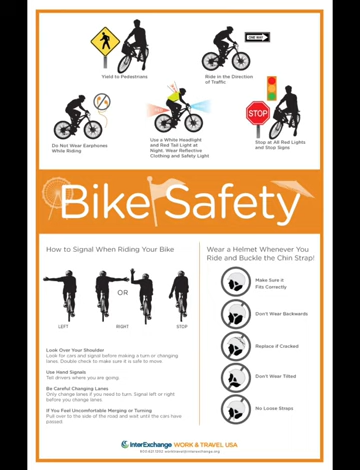 Yield to Pedestrians
ONE WAY
Ride in the Direction
of Traffic
Do Not Wear Earphones
While Riding
Use a White Headlight
and Red Tail Light at
Night. Wear Reflective
Clothing and Safety Light
STOP
Stop at All Red Lights
and Stop Signs
Bike Safety
How to Signal When Riding Your Bike
OR
LEFT
RIGHT
STOP
Look Over Your Shoulder
Look for cars and signal before making a turn or changing
lanes. Double check to make sure it is safe to move.
Use Hand Signals
Tell drivers where you are going.
Be Careful Changing Lanes
Only change lanes if you need to turn. Signal left or right
before you change lanes
If You Feel Uncomfortable Merging or Turning
Pull over to the side of the road and wait until the cars have
passed.
Wear a Helmet Whenever You
Ride and Buckle the Chin Strap!
Make Sure it
Fits Correctly
Don't Wear Backwards
Replace if Cracked
Don't Wear Tilted
No Loose Straps
InterExchange WORK & TRAVEL USA